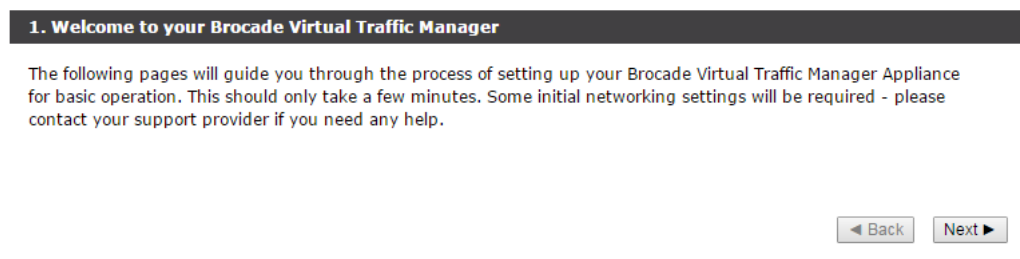 1. Welcome to your Brocade Virtual Traffic Manager
The following pages will guide you through the process of setting up your Brocade Virtual Traffic Manager Appliance
for basic operation. This should only take a few minutes. Some initial networking settings will be required - please
contact your support provider if you need any help.
◄ Back Next ►